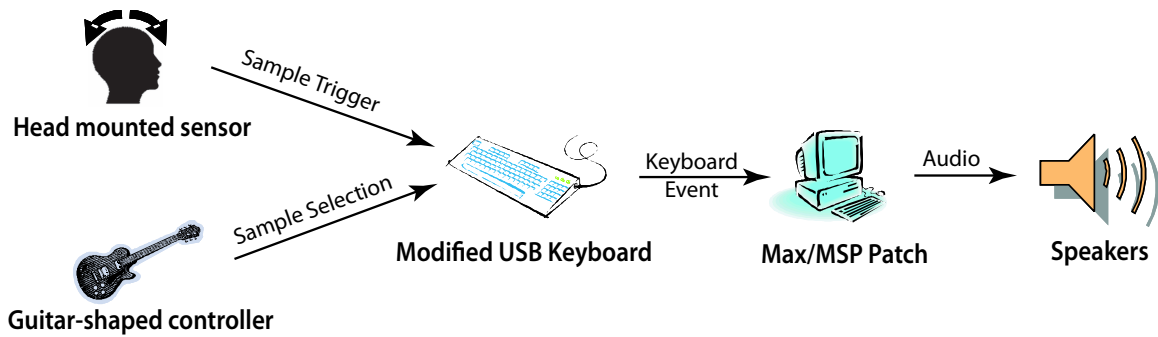 Head mounted sensor
Sample Trigger
Guitar-shaped controller
Sample Selection
Modified USB Keyboard
Keyboard
Event
Max/MSP Patch
Audio
Speakers